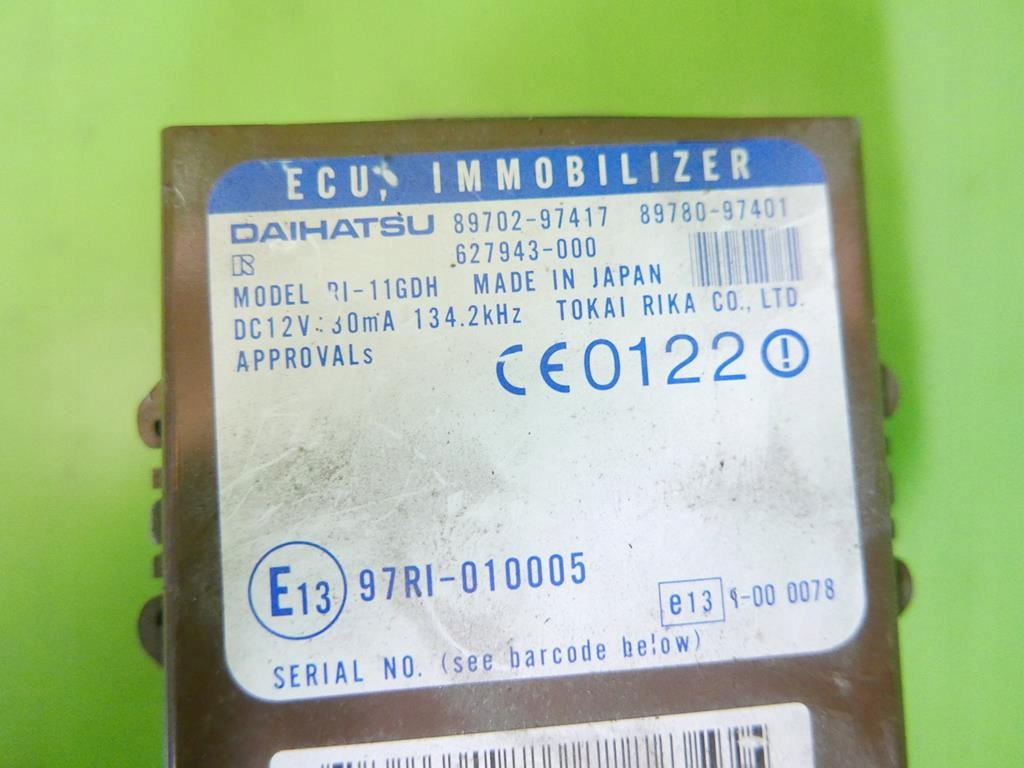 ECU, IMMOBILIZER
DAIHATSU 89702-97417 89780-97401
627943-000
MODEL RI-11GDH MADE IN JAPAN
DC12V 30mA 134.2kHz TOKAI RIKA CO., LTD.
APPROVALs
CE0122
E13 97RI-010005
e13 -00 0078
SERIAL NO. (see barcode below)